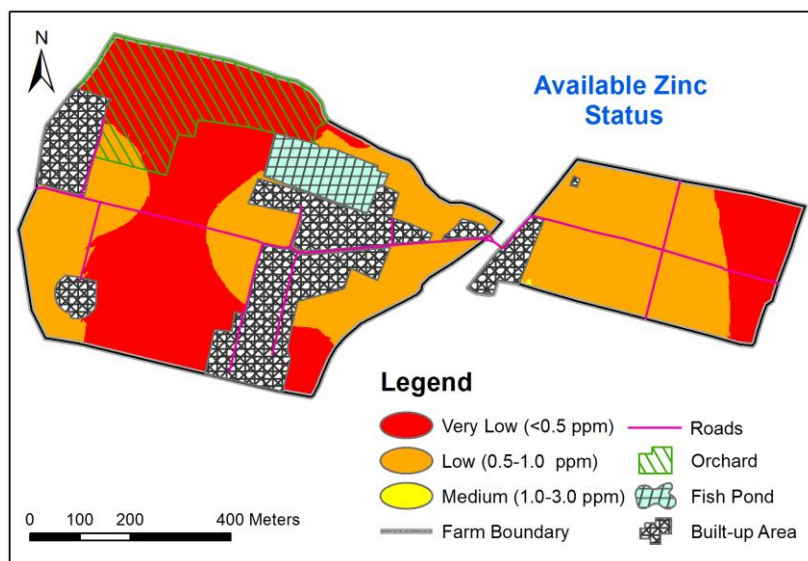 N
Available Zinc
Status
Legend
Very Low (<0.5 ppm)
Roads
Low (0.5-1.0 ppm)
Orchard
Medium (1.0-3.0 ppm)
Fish Pond
Farm Boundary
Built-up Area
0 100 200 400 Meters